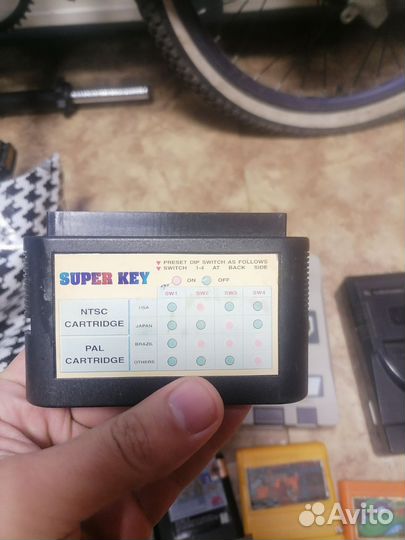 ▼ PRESET DIP SWITCH AS FOLLOWS
▼ SWITCH 1-4 AT BACK SIDE
SUPER KEY
ON OFF
SW1 SW2 SW3 SW4
NTSC CARTRIDGE
USA
JAPAN
PAL CARTRIDGE
BRAZIL
OTHERS
Avito